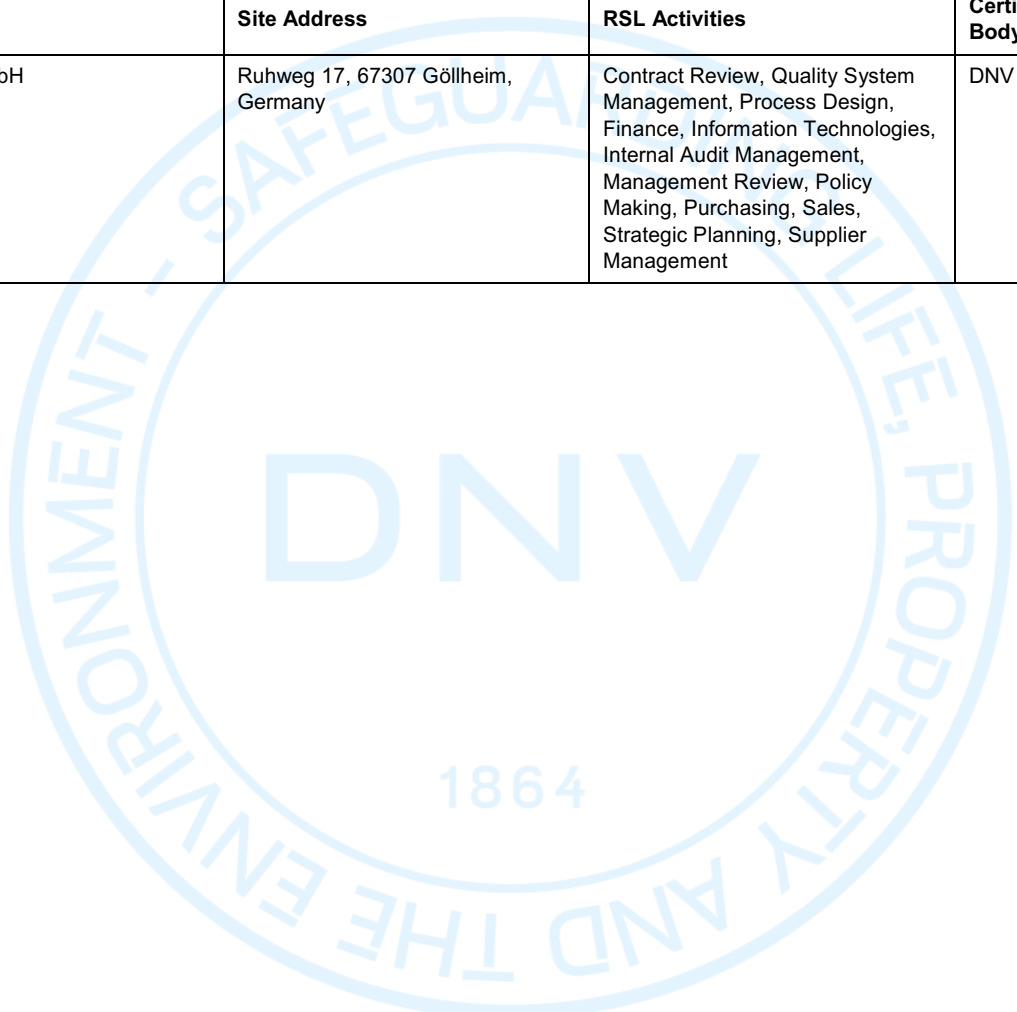 Site Address
RSL Activities
Certi
Body
bH
Ruhweg 17, 67307 Göllheim,
Germany
Contract Review, Quality System
Management, Process Design,
Finance, Information Technologies,
Internal Audit Management,
Management Review, Policy
Making, Purchasing, Sales,
Strategic Planning, Supplier
Management
DNV
SAFEGUARDING LIFE, PROPERTY AND THE ENVIRONMENT –
DNV
1864